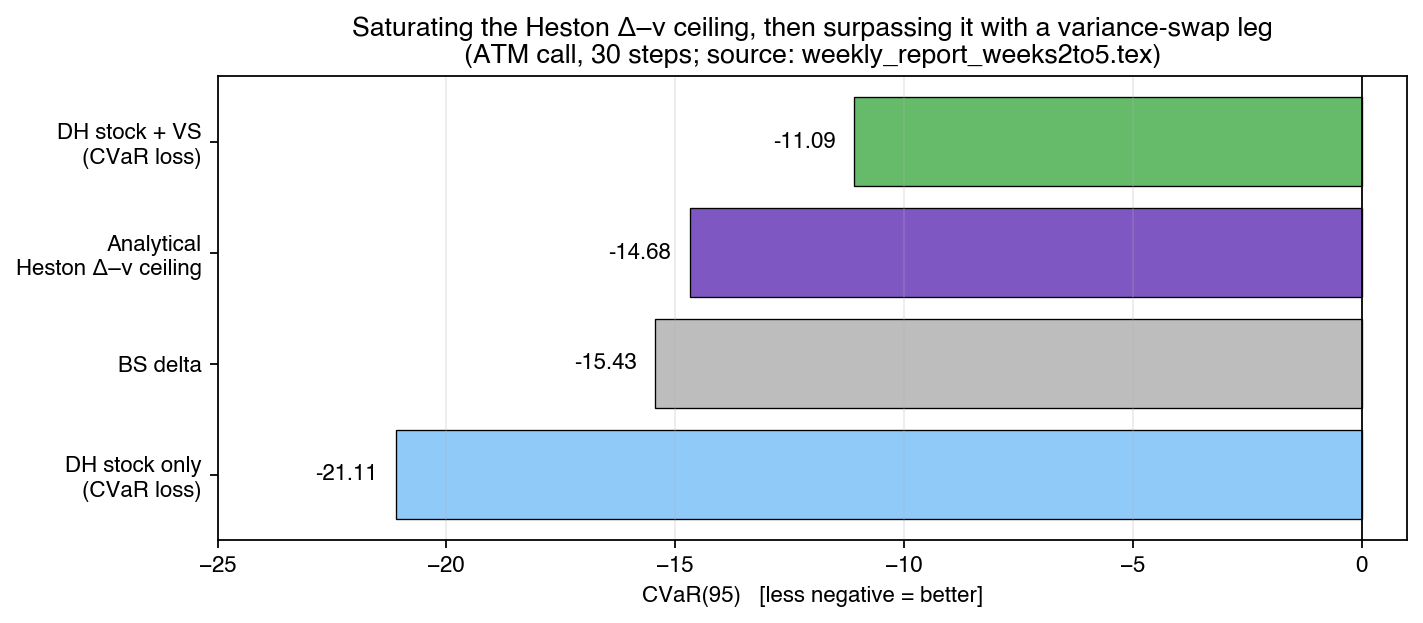 Saturating the Heston Δ–v ceiling, then surpassing it with a variance-swap leg
(ATM call, 30 steps; source: weekly_report_weeks2to5.tex)
DH stock + VS
(CVaR loss)
-11.09
Analytical
Heston Δ–v ceiling
-14.68
BS delta
-15.43
DH stock only
(CVaR loss)
-21.11
−25
−20
−15
−10
−5
0
CVaR(95)   [less negative = better]